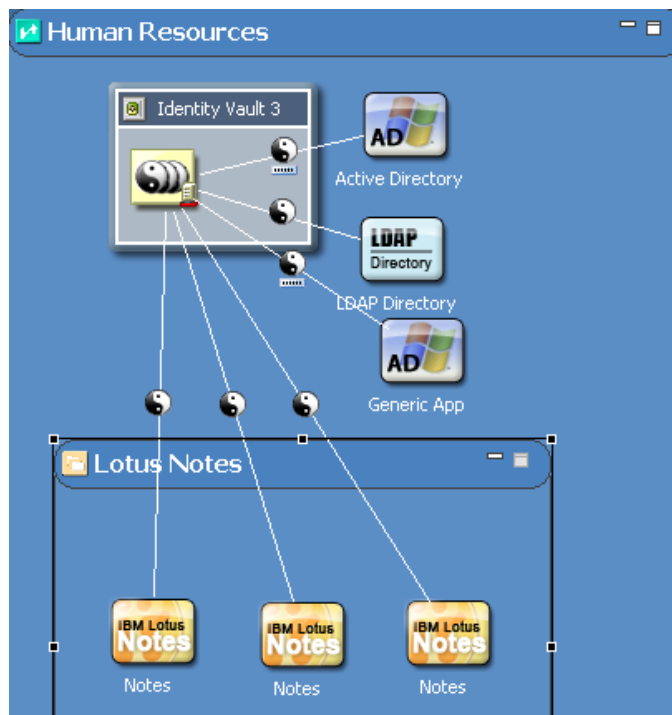 Human Resources
Identity Vault 3
AD
Active Directory
LDAP
Directory
LDAP Directory
AD
Generic App
Lotus Notes
IBM Lotus
Notes
Notes
IBM Lotus
Notes
Notes
IBM Lotus
Notes
Notes